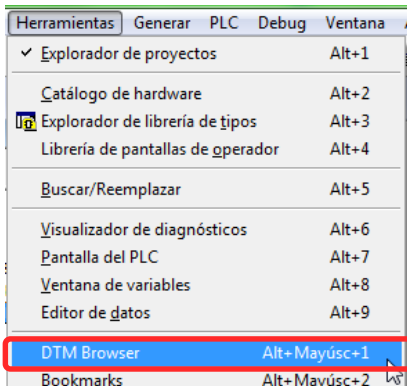 Herramientas Generar PLC Debug Ventana
Explorador de proyectos Alt+1
Catálogo de hardware Alt+2
Explorador de librería de tipos Alt+3
Librería de pantallas de operador Alt+4
Buscar/Reemplazar Alt+5
Visualizador de diagnósticos Alt+6
Pantalla del PLC Alt+7
Ventana de variables Alt+8
Editor de datos Alt+9
DTM Browser Alt+Mayúsc+1
Bookmarks Alt+Mayúsc+2